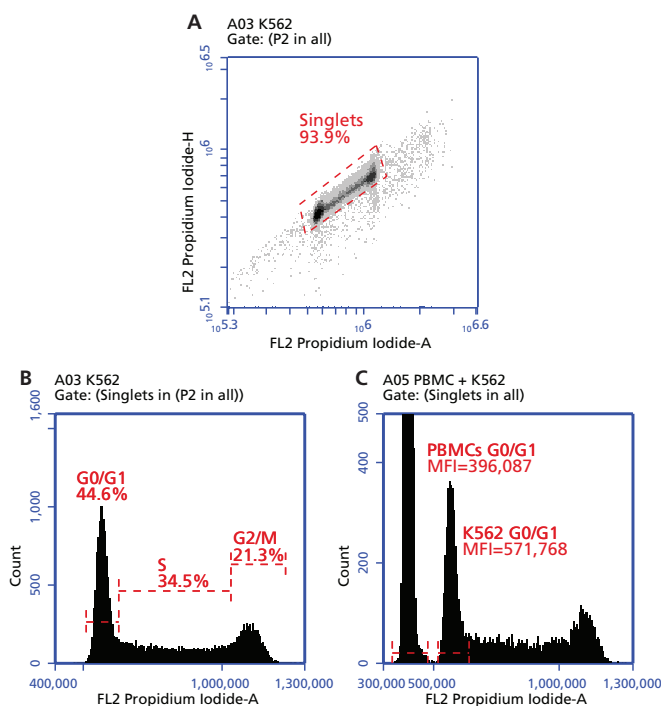 A
A03 K562
Gate: (P2 in all)
10^6.5
Singlets
93.9%
10^6
FL2 Propidium Iodide-H
10^5.1
10^5.3
10^6
10^6.6
FL2 Propidium Iodide-A
B
A03 K562
Gate: (Singlets in (P2 in all))
1,600
G0/G1
44.6%
1,000
G2/M
21.3%
S
34.5%
Count
500
0
400,000
1,000,000
1,300,000
FL2 Propidium Iodide-A
C
A05 PBMC + K562
Gate: (Singlets in all)
500
PBMCs G0/G1
MFI=396,087
400
K562 G0/G1
MFI=571,768
Count
200
0
300,000
500,000
1,000,000
1,300,000
FL2 Propidium Iodide-A